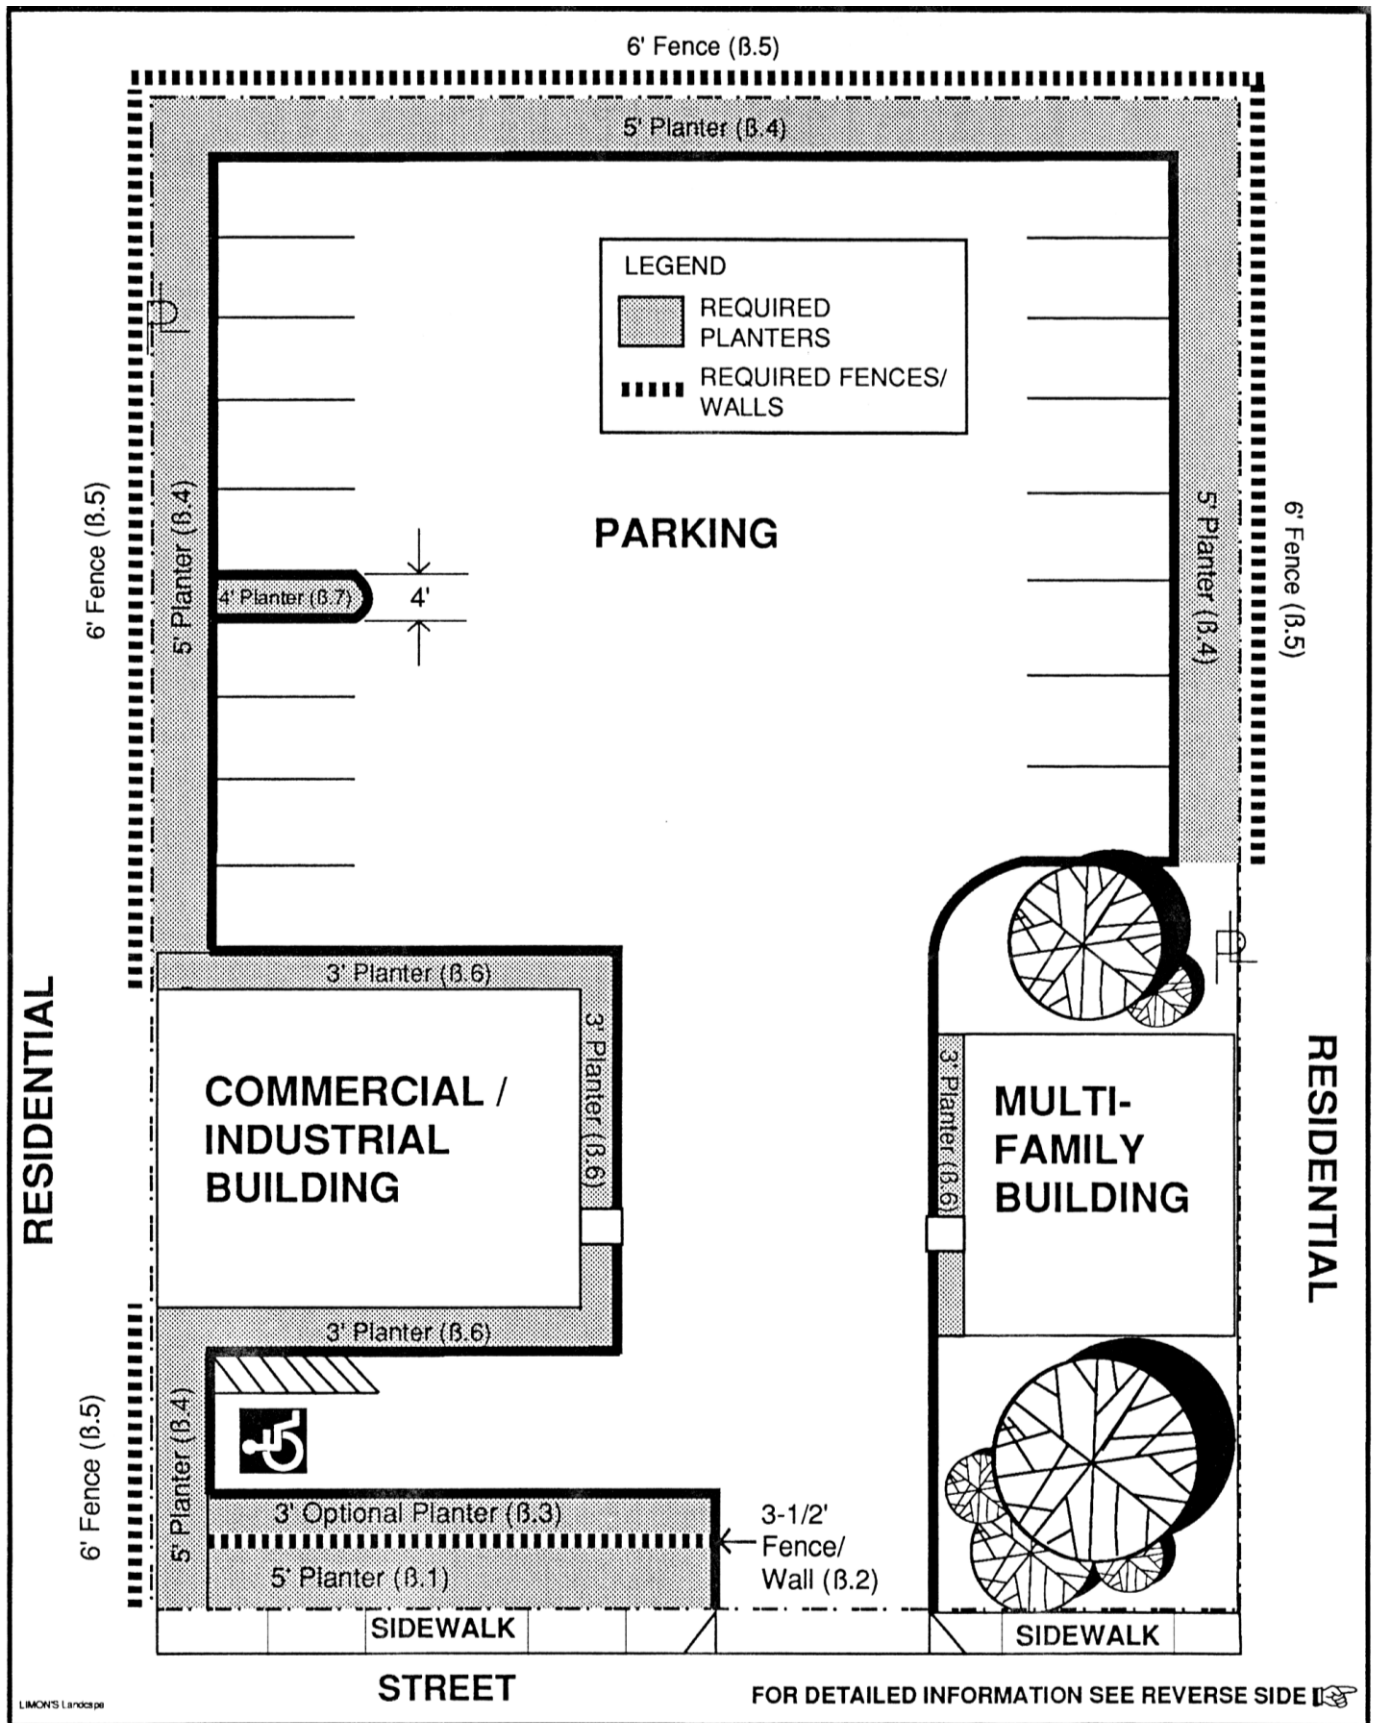 6' Fence (ß.5)
5' Planter (ß.4)
LEGEND
REQUIRED
PLANTERS
REQUIRED FENCES/
WALLS
6' Fence (ß.5)
5' Planter (ß.4)
PARKING
5' Planter (ß.4)
6' Fence (ß.5)
4' Planter (ß.7)
4'
3' Planter (ß.6)
RESIDENTIAL
COMMERCIAL /
INDUSTRIAL
BUILDING
3' Planter (ß.6)
3' Planter (ß.6)
MULTI-
FAMILY
BUILDING
RESIDENTIAL
3' Planter (ß.6)
6' Fence (ß.5)
5' Planter (ß.4)
3' Optional Planter (ß.3)
5' Planter (ß.1)
3-1/2'
Fence/
Wall (ß.2)
SIDEWALK
SIDEWALK
STREET
LIMON'S Landcape
FOR DETAILED INFORMATION SEE REVERSE SIDE